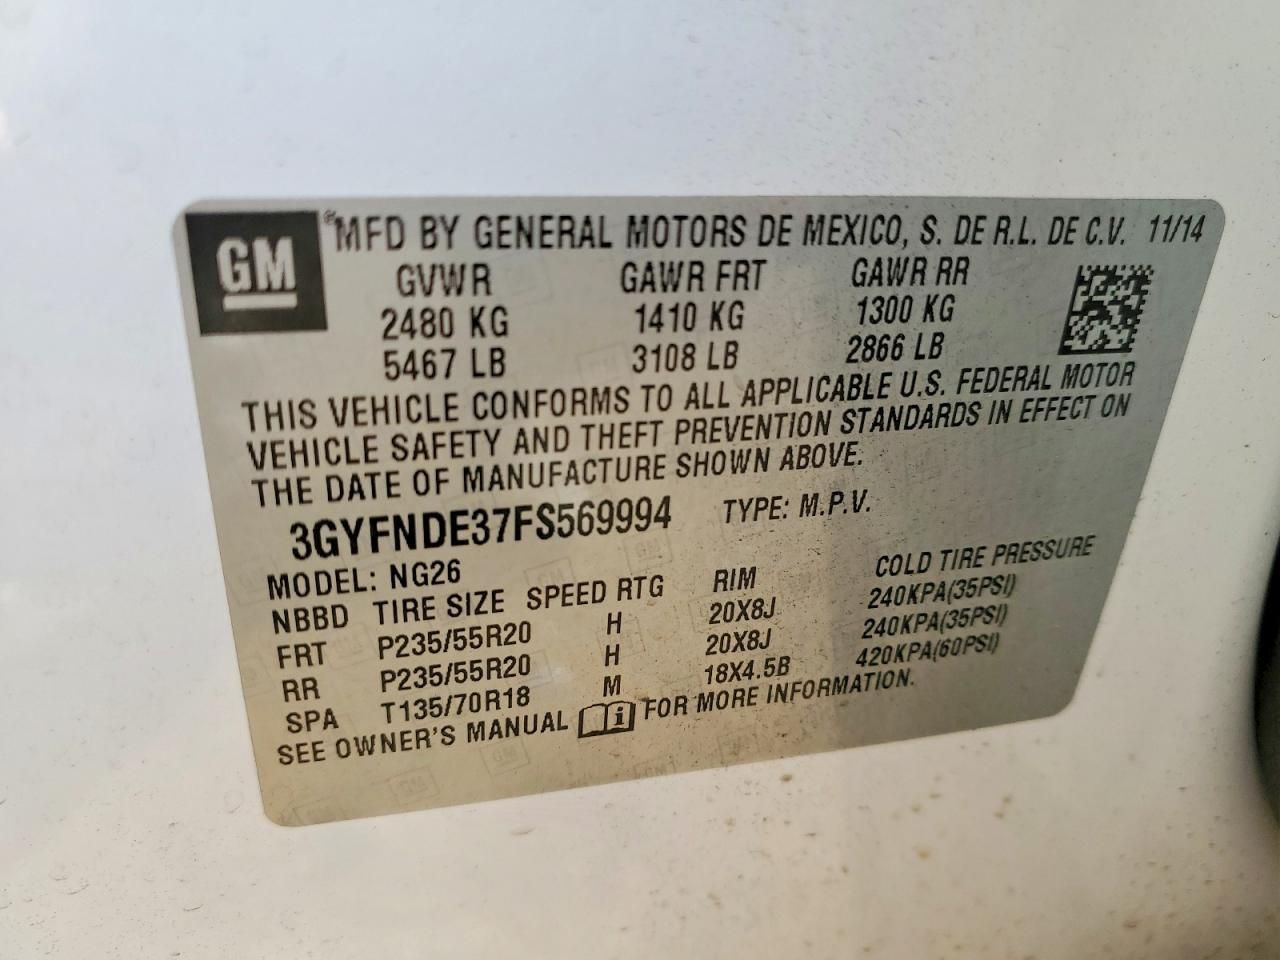 GM
® MFD BY GENERAL MOTORS DE MEXICO, S. DE R.L. DE C.V. 11/14
GVWR GAWR FRT GAWR RR
2480 KG 1410 KG 1300 KG
5467 LB 3108 LB 2866 LB
THIS VEHICLE CONFORMS TO ALL APPLICABLE U.S. FEDERAL MOTOR
VEHICLE SAFETY AND THEFT PREVENTION STANDARDS IN EFFECT ON
THE DATE OF MANUFACTURE SHOWN ABOVE.
3GYFNDE37FS569994 TYPE: M.P.V.
MODEL: NG26
NBBD TIRE SIZE SPEED RTG RIM COLD TIRE PRESSURE
FRT P235/55R20 H 20X8J 240KPA(35PSI)
RR P235/55R20 H 20X8J 240KPA(35PSI)
SPA T135/70R18 M 18X4.5B 420KPA(60PSI)
SEE OWNER'S MANUAL i FOR MORE INFORMATION.